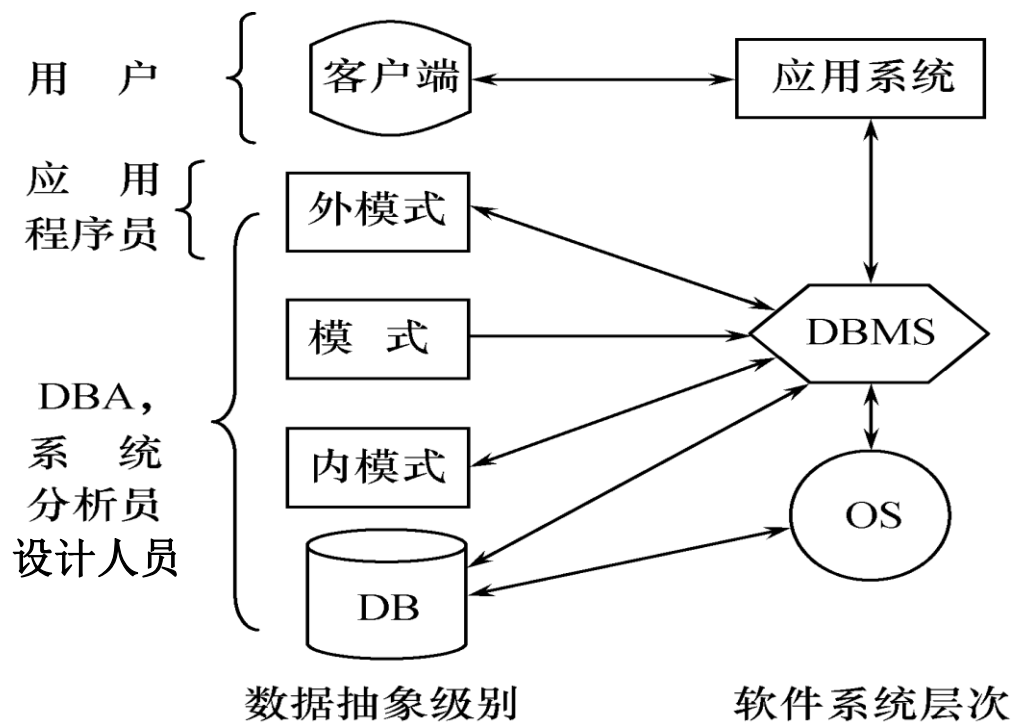 用 户
客户端
应用系统
应 用
程序员
外模式
模 式
DBMS
DBA,
系 统
分析员
设计人员
内模式
OS
DB
数据抽象级别
软件系统层次